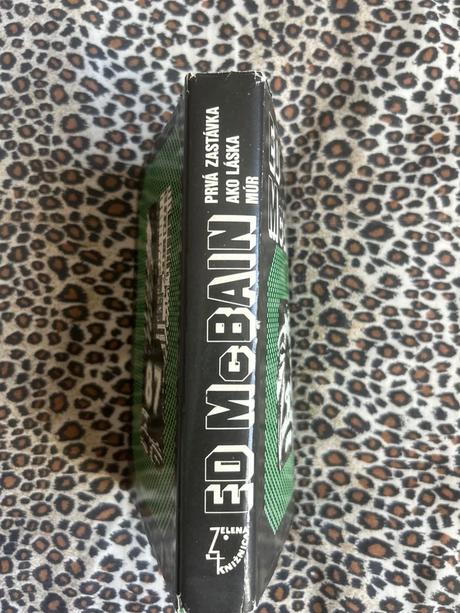 ED McBAIN
PRVÁ ZASTÁVKA
AKO LÁSKA
MÚR
ZELENÁ
KNIŽNICA